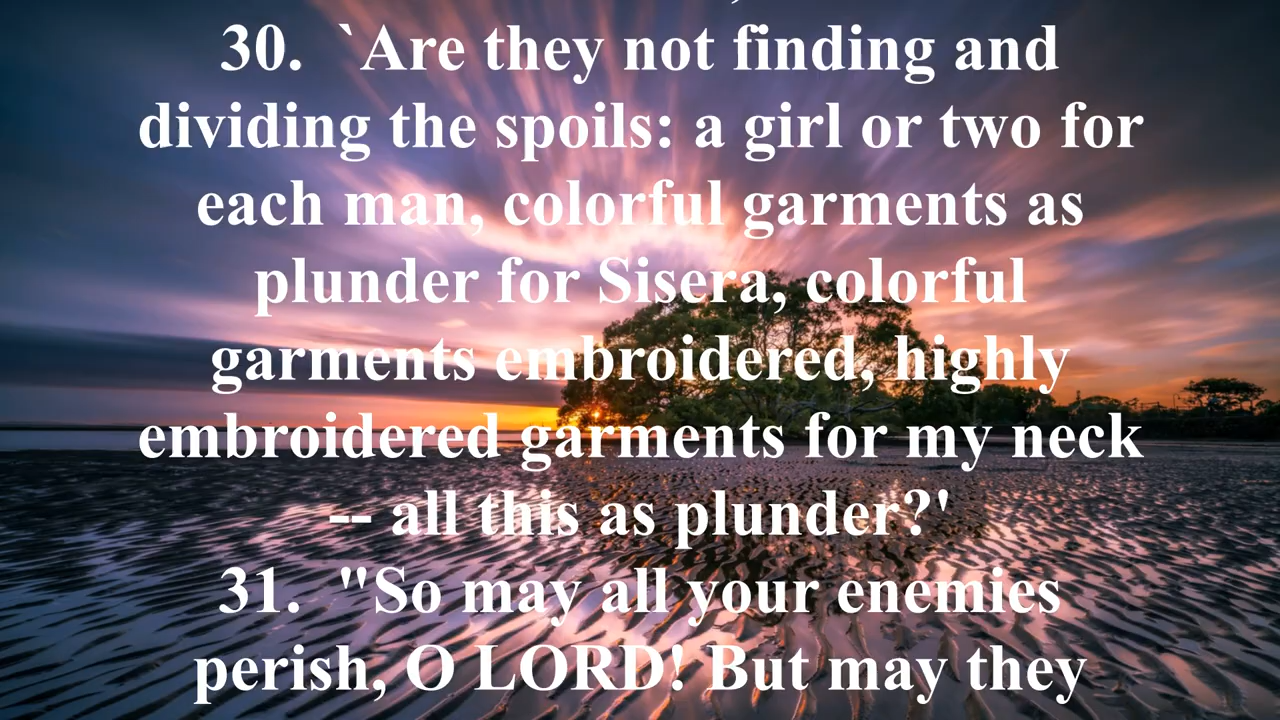 30.  `Are they not finding and
dividing the spoils: a girl or two for
each man, colorful garments as
plunder for Sisera, colorful
garments embroidered, highly
embroidered garments for my neck
-- all this as plunder?'
31.  "So may all your enemies
perish, O LORD! But may they